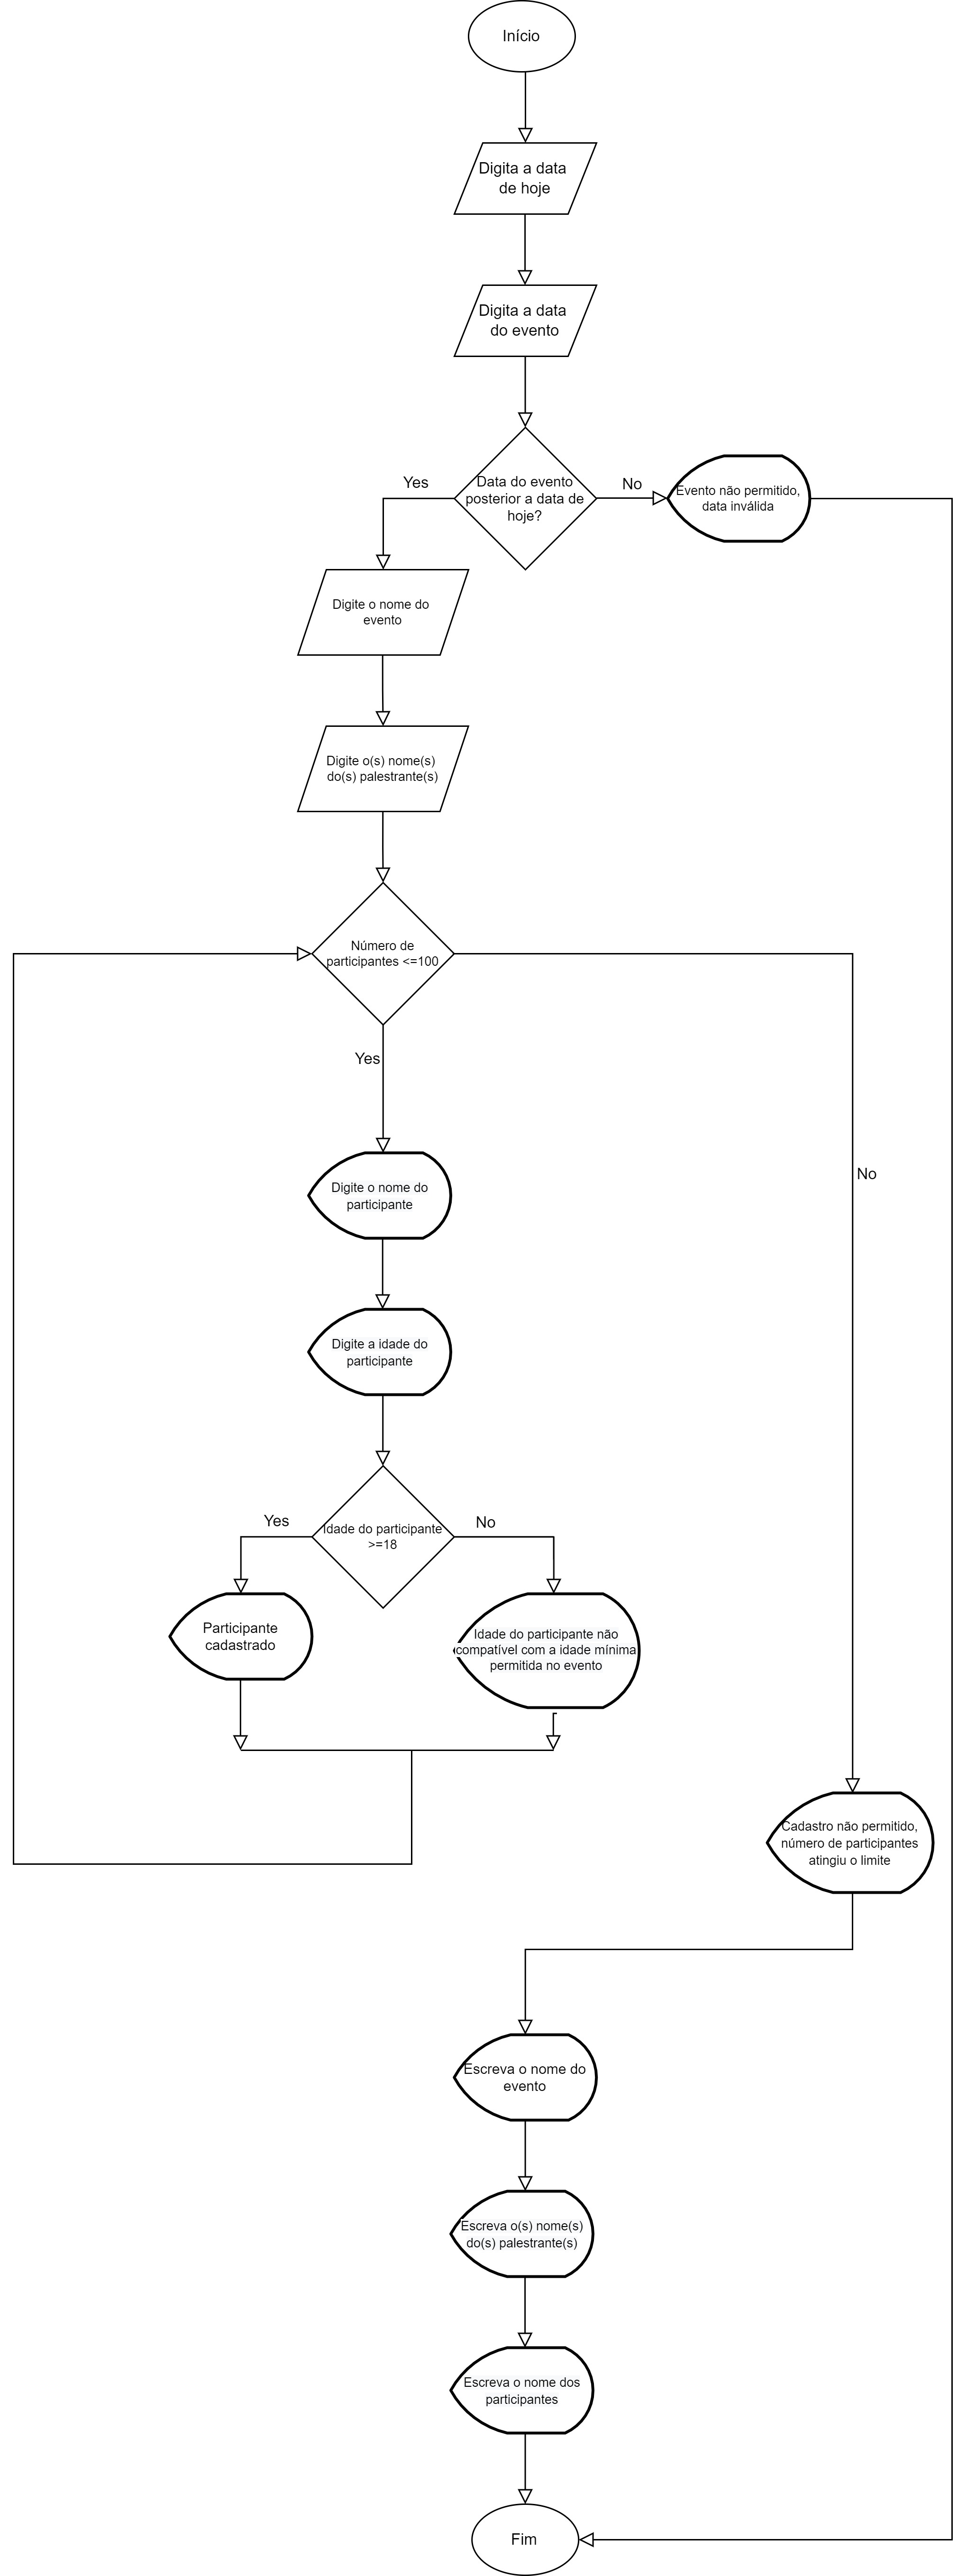 Início
Digita a data
de hoje
Digita a data
do evento
Data do evento
posterior a data de
hoje?
Yes
No
Evento não permitido,
data inválida
Digite o nome do
evento
Digite o(s) nome(s)
do(s) palestrante(s)
Número de
participantes <=100
Yes
No
Digite o nome do
participante
Digite a idade do
participante
Idade do participante
>=18
Yes
No
Participante
cadastrado
Idade do participante não
compatível com a idade mínima
permitida no evento
Cadastro não permitido,
número de participantes
atingiu o limite
Escreva o nome do
evento
Escreva o(s) nome(s)
do(s) palestrante(s)
Escreva o nome dos
participantes
Fim